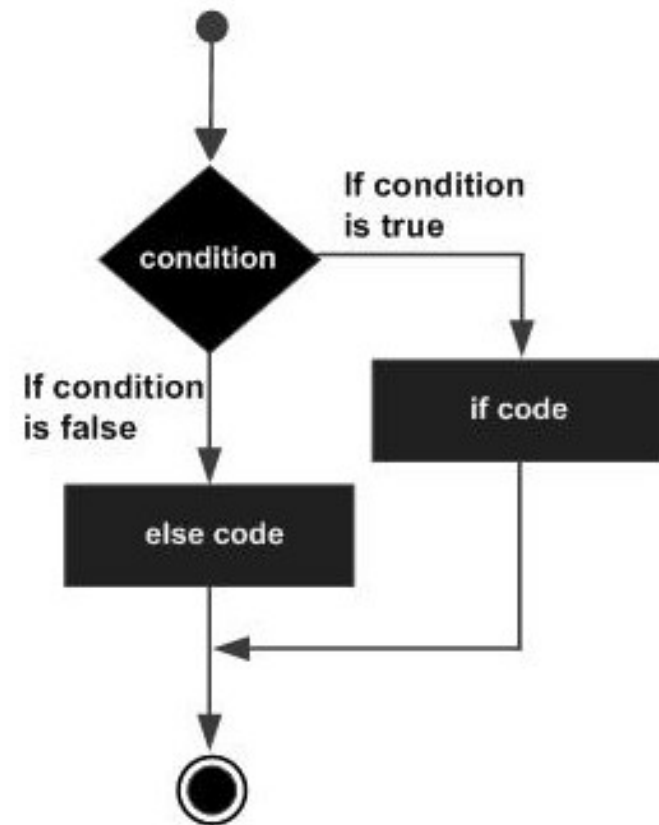 If condition
is true
condition
If condition
is false
if code
else code